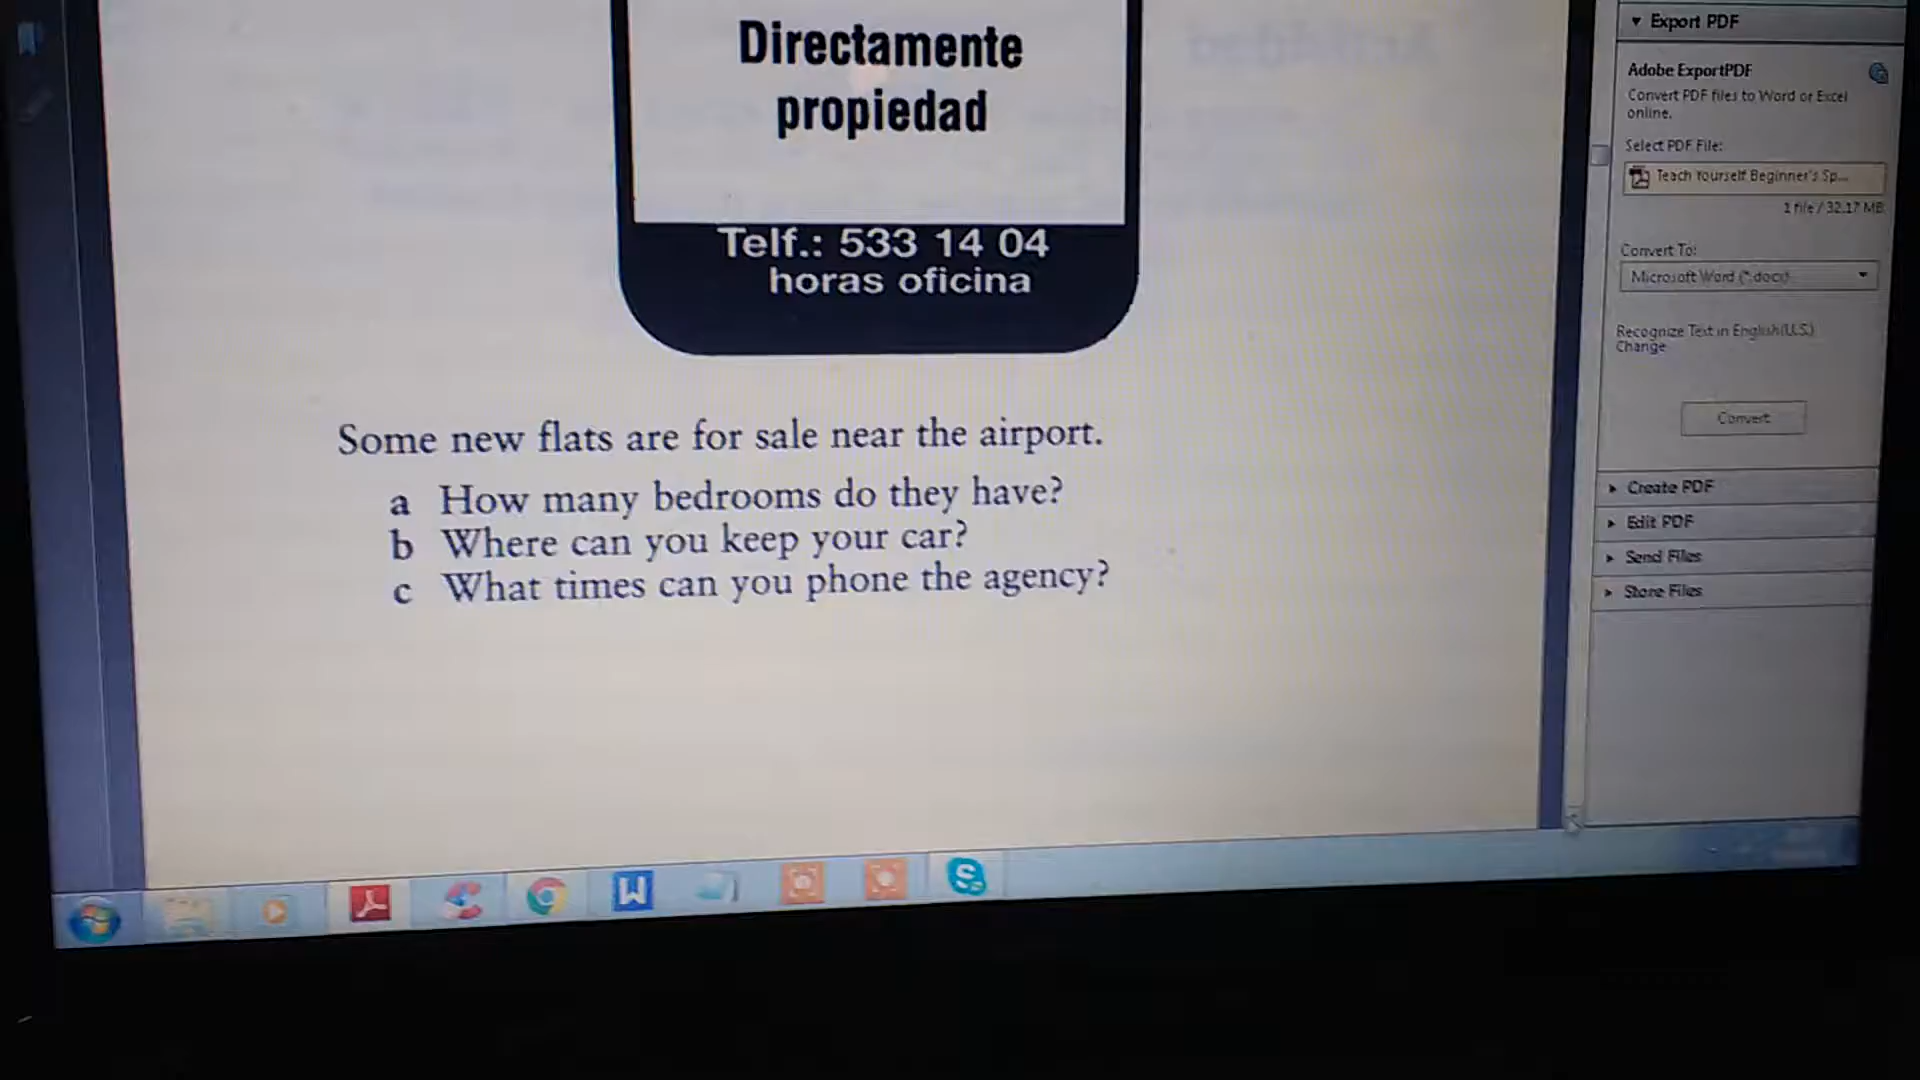 Directamente
propiedad
Telf.: 533 14 04
horas oficina
Some new flats are for sale near the airport.
a How many bedrooms do they have?
b Where can you keep your car?
c What times can you phone the agency?
Export PDF
Adobe ExportPDF
Convert PDF files to Word or Excel
online.
Select PDF File:
Teach Yourself Beginner's Sp...
1 file / 32.17 MB
Convert To:
Microsoft Word (*.docx)
Recognize Text in English(U.S.)
Change
Convert
Create PDF
Edit PDF
Send Files
Store Files